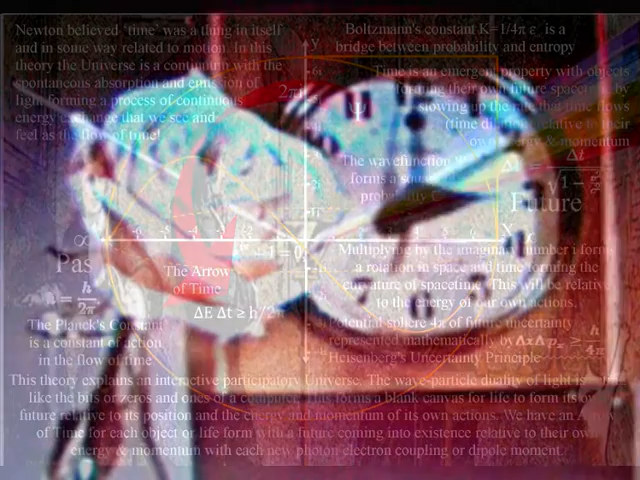 Newton believed 'time' was a thing in itself
and in some way related to motion. In this
theory the Universe is a continuum with the
spontaneous absorption and emission of
light forming a process of continuous
energy exchange that we see and
feel as the flow of time!
Boltzmann's constant K=1/4π ε is a
bridge between probability and entropy
Time is an emergent property with objects
forming their own future spacetime by
slowing up the rate that time flows
(time dilation) relative to their
own energy & momentum
y
2π
Ψ
The wavefunction
forms a
probability
Δt
√1 −
Future
∞
Past
X
1=0
The Arrow
of Time
ΔE Δt ≥ h/2π
= h/2π
Multiplying by the imaginary number i forms
a rotation in space and time forming the
curvature of spacetime. This will be relative
to the energy of our own actions.
The Planck's Constant
is a constant of action
in the flow of time
Potential sphere 4π of future uncertainty
represented mathematically by Δx Δpₓ ≥ h/4π
Heisenberg's Uncertainty Principle
This theory explains an interactive participatory Universe. The wave-particle duality of light is
like the bits or zeros and ones of a computer. This forms a blank canvas for life to form its own
future relative to its position and the energy and momentum of its own actions. We have an Arrow
of Time for each object or life form with a future coming into existence relative to their own
energy & momentum with each new photon electron coupling or dipole moment.